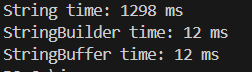 String time: 1298 ms
StringBuilder time: 12 ms
StringBuffer time: 12 ms